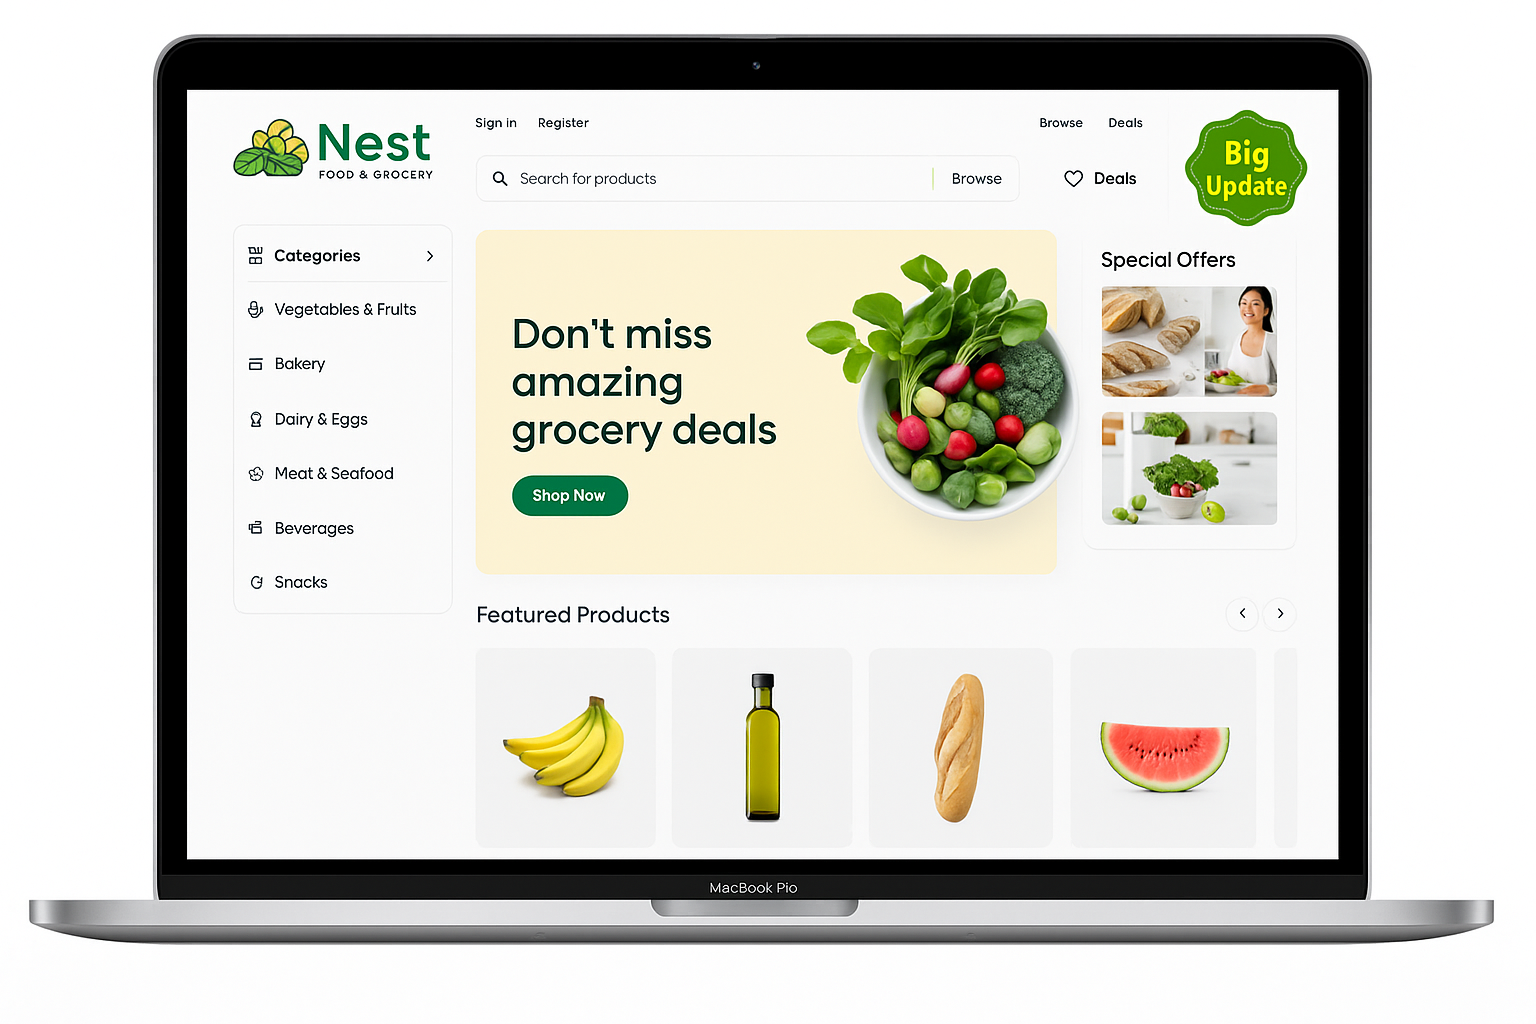 Nest
FOOD & GROCERY
Sign in
Register
Browse
Deals
Search for products
Browse
Deals
Big
Update
Categories
Vegetables & Fruits
Bakery
Dairy & Eggs
Meat & Seafood
Beverages
Snacks
Don't miss
amazing
grocery deals
Shop Now
Special Offers
Featured Products
MacBook Pio